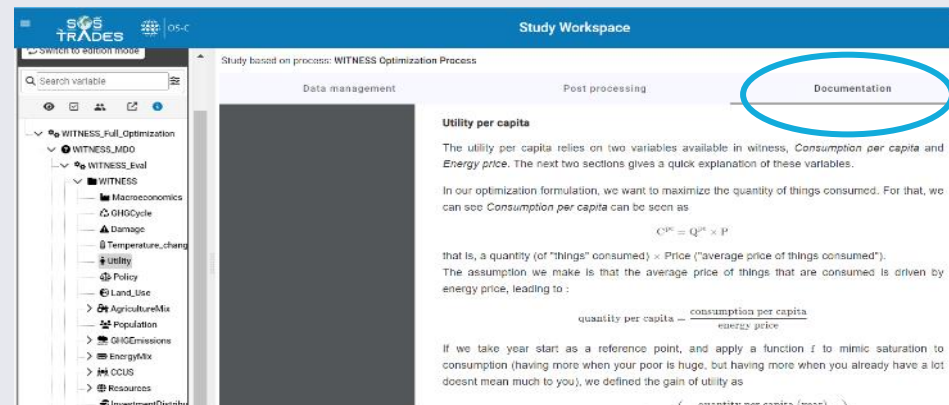 SOS
TRADES
OS-C
Study Workspace
Switch to edition mode
Study based on process: WITNESS Optimization Process
Search variable
Data management
Post processing
Documentation
WITNESS_Full_Optimization
WITNESS_MDO
WITNESS_Eval
WITNESS
Macroeconomics
GHGCycle
Damage
Temperature_chang
Utility
Policy
Land_Use
AgricultureMix
Population
GHGEmissions
EnergyMix
CCUS
Resources
InvestmentDistribu
Utility per capita
The utility per capita relies on two variables available in witness, Consumption per capita and
Energy price. The next two sections gives a quick explanation of these variables.
In our optimization formulation, we want to maximize the quantity of things consumed. For that, we
can see Consumption per capita can be seen as
C^pc = Q^pc × P
that is, a quantity (of "things" consumed) × Price ("average price of things consumed").
The assumption we make is that the average price of things that are consumed is driven by
energy price, leading to :
quantity per capita = consumption per capita
energy price
If we take year start as a reference point, and apply a function f to mimic saturation to
consumption (having more when your poor is huge, but having more when you already have a lot
doesnt mean much to you), we defined the gain of utility as
quantity per capita (year)